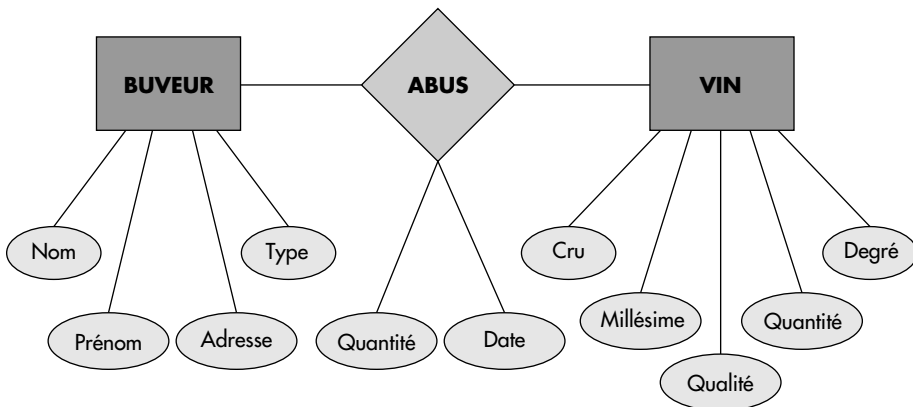 BUVEUR
ABUS
VIN
Nom
Type
Cru
Degré
Prénom
Adresse
Quantité
Date
Millésime
Quantité
Qualité